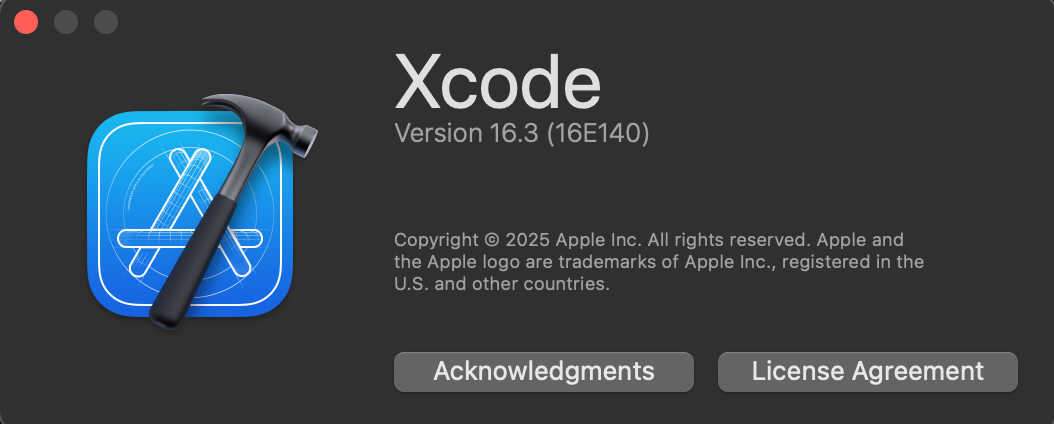 Xcode
Version 16.3 (16E140)
Copyright © 2025 Apple Inc. All rights reserved. Apple and
the Apple logo are trademarks of Apple Inc., registered in the
U.S. and other countries.
Acknowledgments
License Agreement